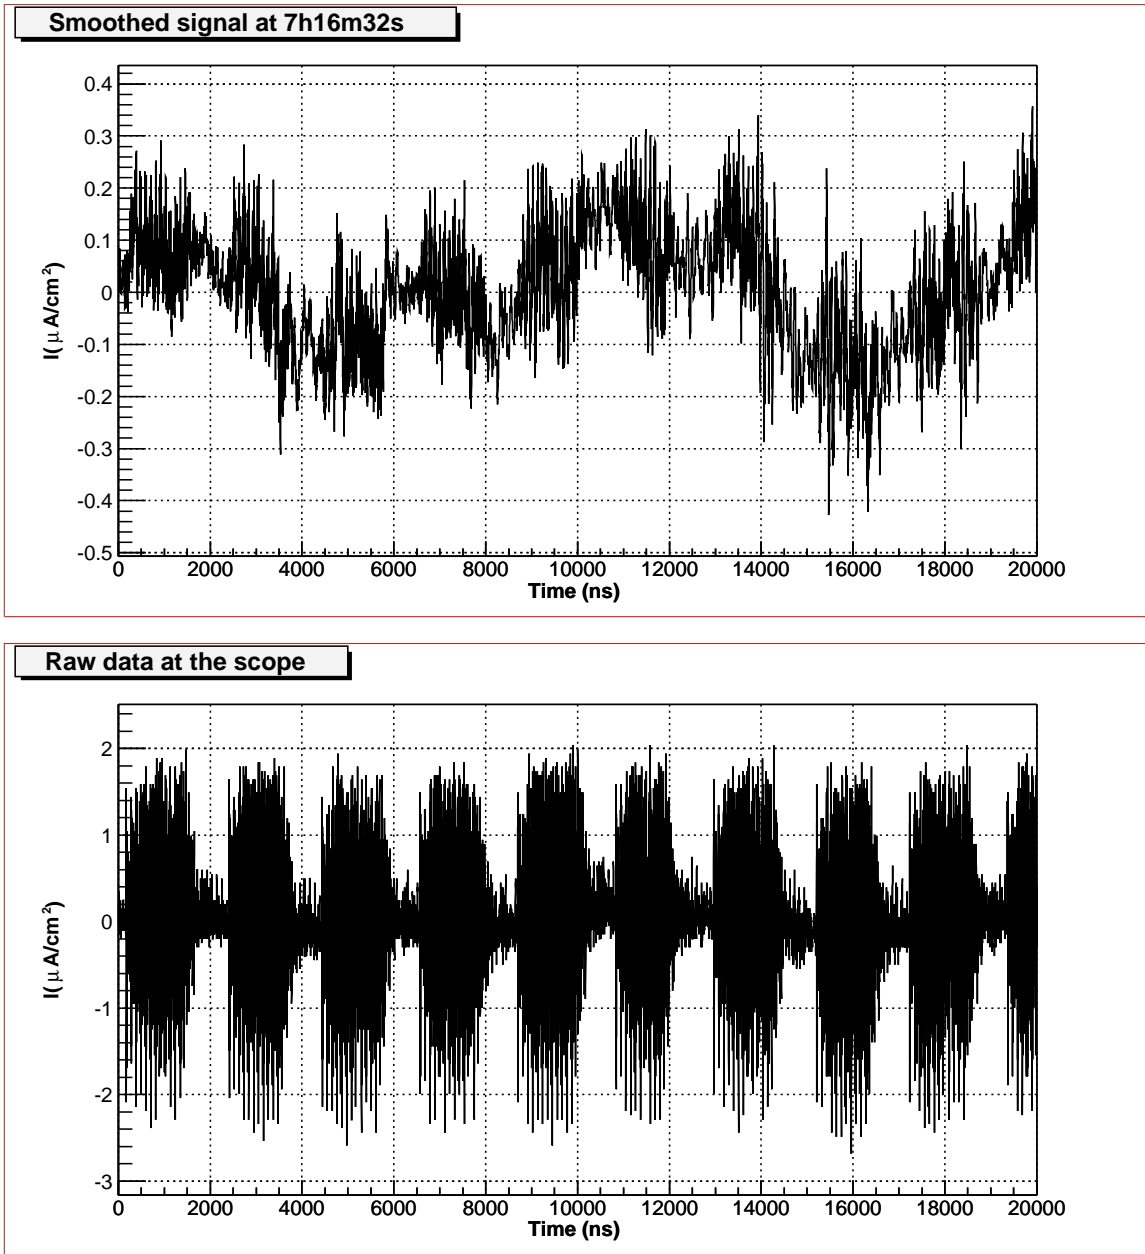 Smoothed signal at 7h16m32s
I( μ A/cm²)
0.4
0.3
0.2
0.1
0
-0.1
-0.2
-0.3
-0.4
-0.5
0 2000 4000 6000 8000 10000 12000 14000 16000 18000 20000
Time (ns)
Raw data at the scope
I( μ A/cm²)
2
1
0
-1
-2
-3
0 2000 4000 6000 8000 10000 12000 14000 16000 18000 20000
Time (ns)